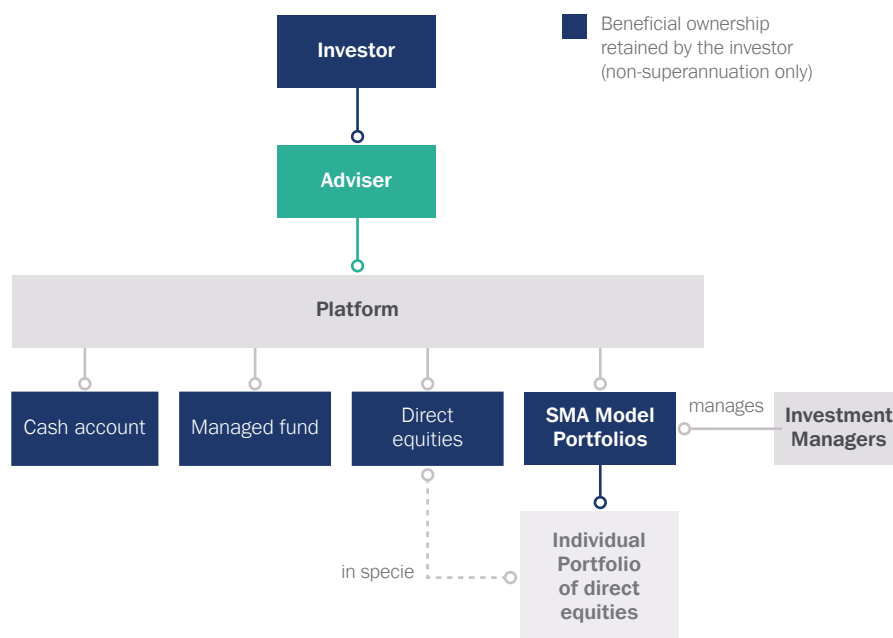 Investor
Beneficial ownership
retained by the investor
(non-superannuation only)
Adviser
Platform
Cash account
Managed fund
Direct
equities
SMA Model
Portfolios
manages
Investment
Managers
in specie
Individual
Portfolio
of direct
equities